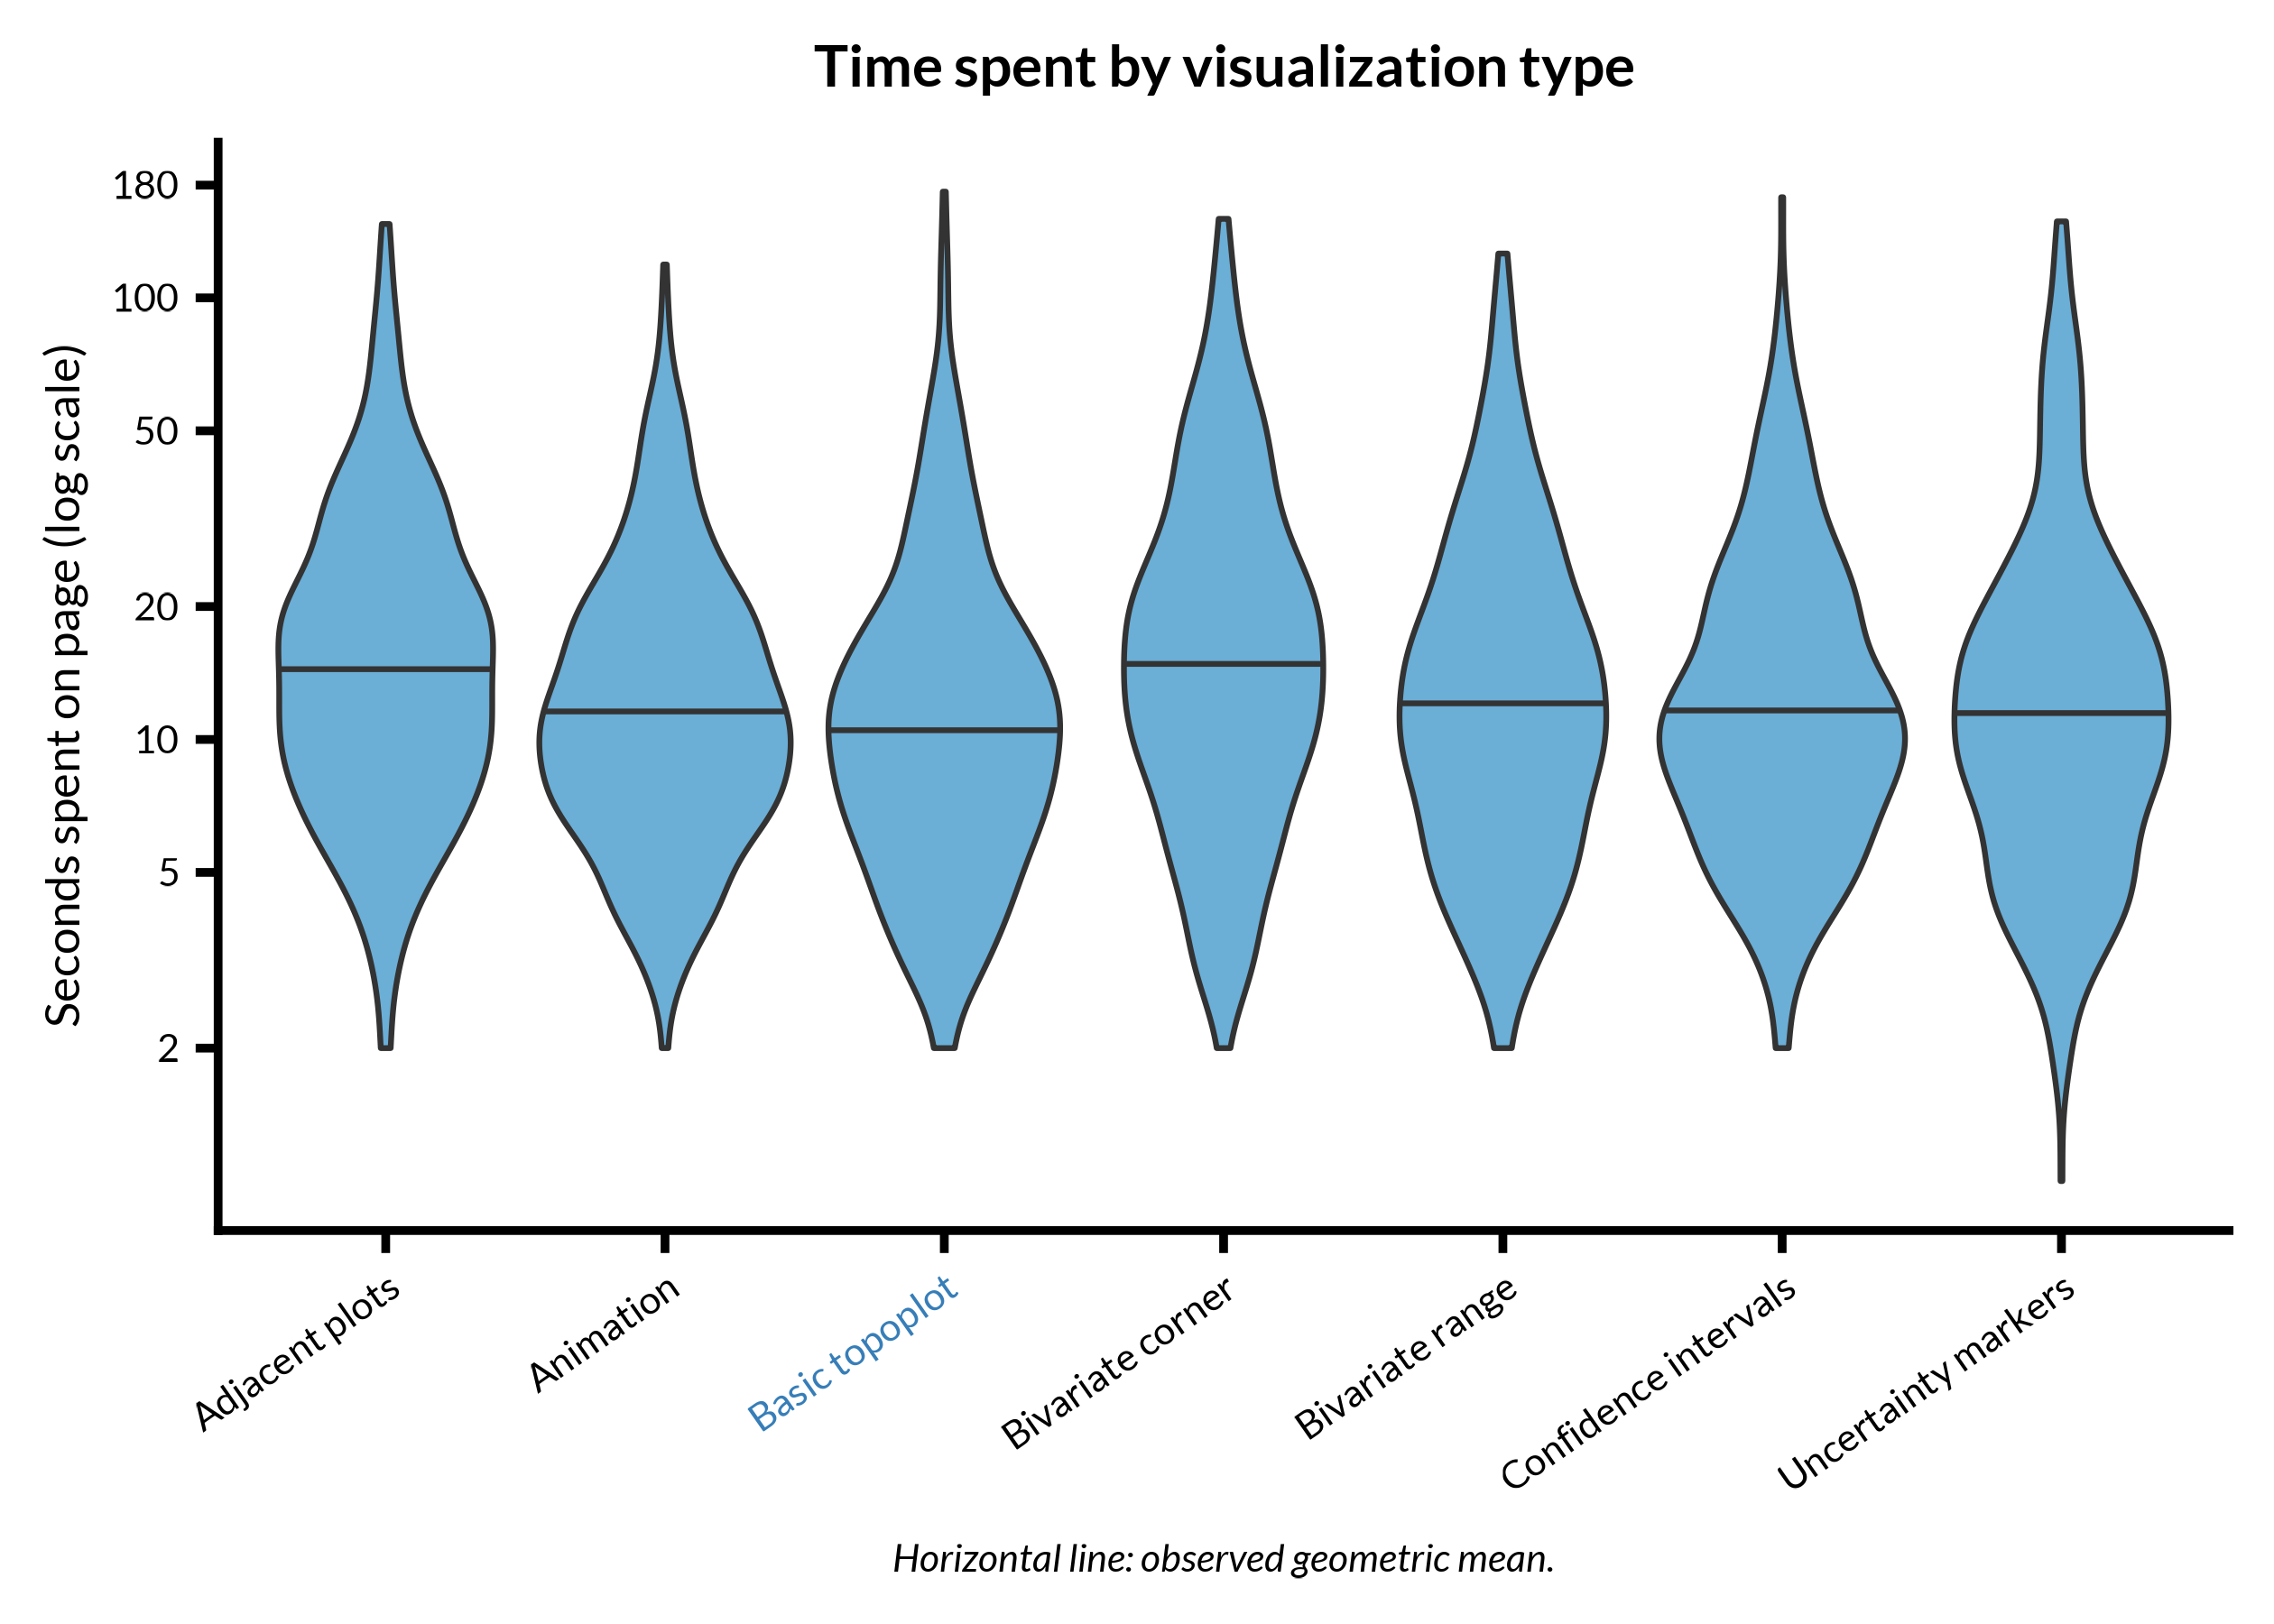 Time spent by visualization type
Seconds spent on page (log scale)
180
100
50
20
10
5
2
Adjacent plots
Animation
Basic topoplot
Bivariate corner
Bivariate range
Confidence intervals
Uncertainty markers
Horizontal line: observed geometric mean.